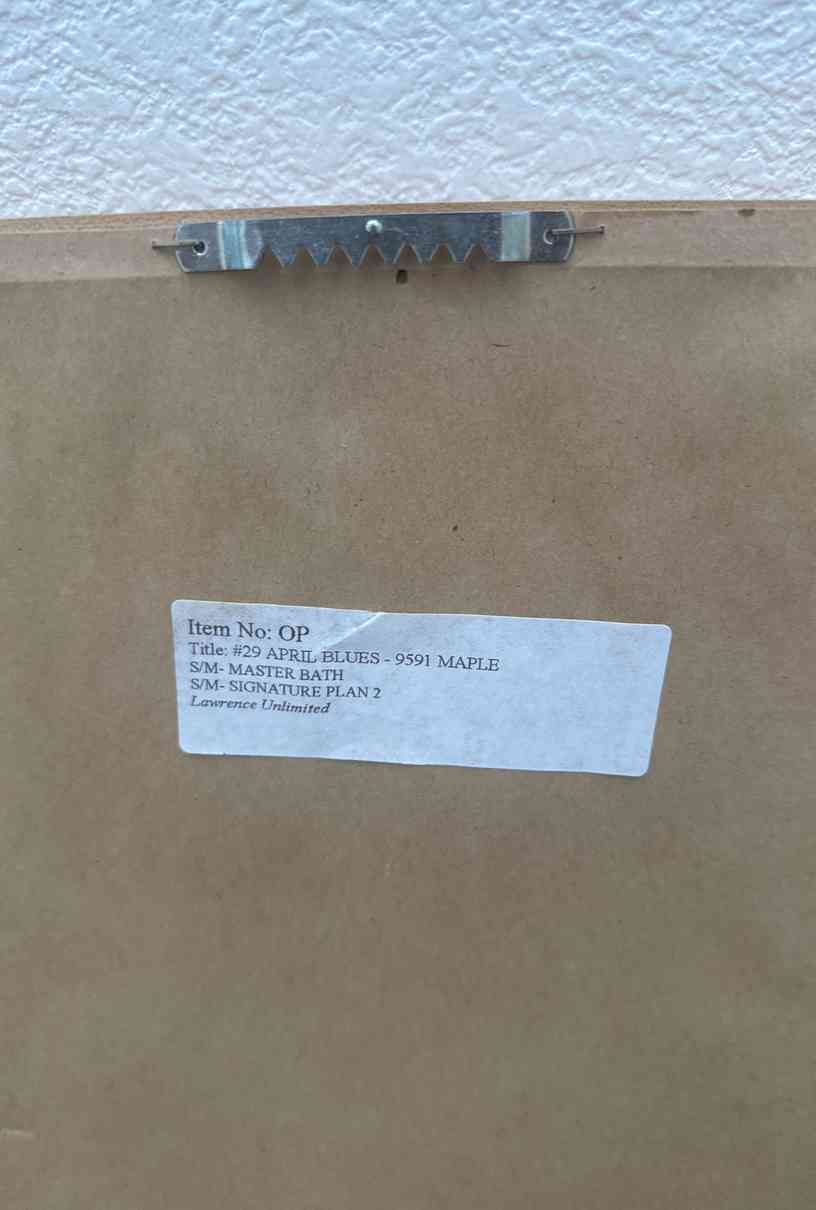 Item No: OP
Title: #29 APRIL BLUES - 9591 MAPLE
S/M- MASTER BATH
S/M- SIGNATURE PLAN 2
Lawrence Unlimited